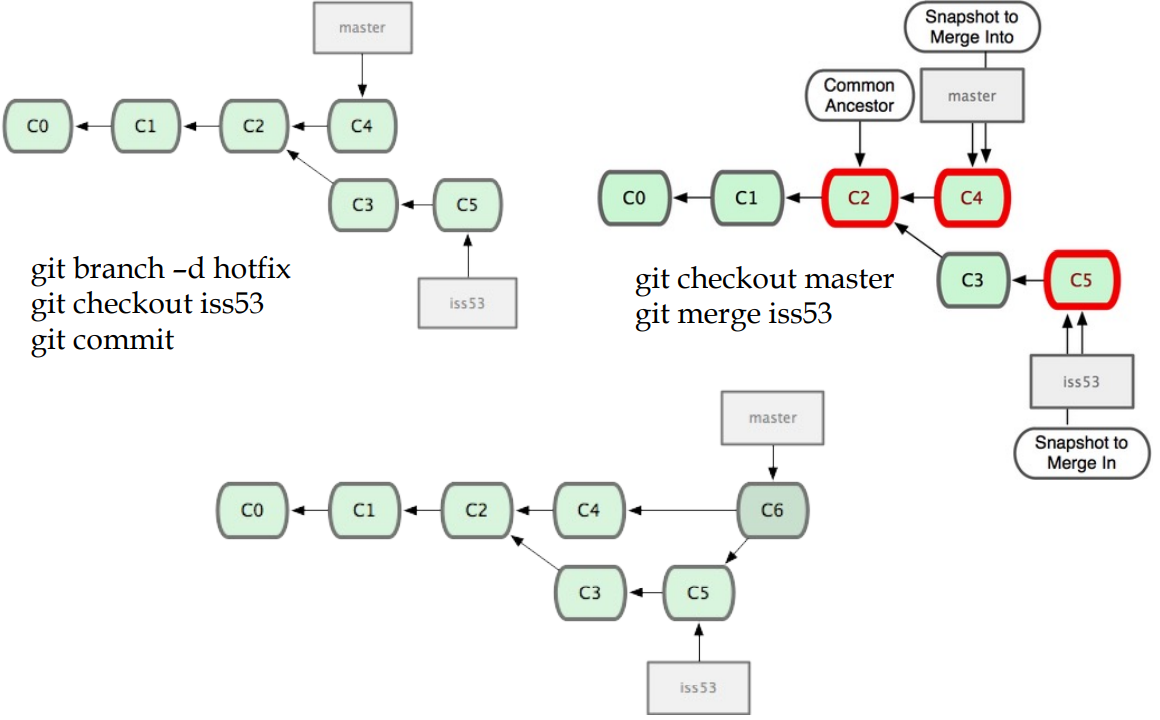 master
C0
C1
C2
C4
C3
C5
iss53
git branch –d hotfix
git checkout iss53
git commit
Snapshot to
Merge Into
Common
Ancestor
master
C0
C1
C2
C4
C3
C5
git checkout master
git merge iss53
iss53
Snapshot to
Merge In
master
C0
C1
C2
C4
C6
C3
C5
iss53